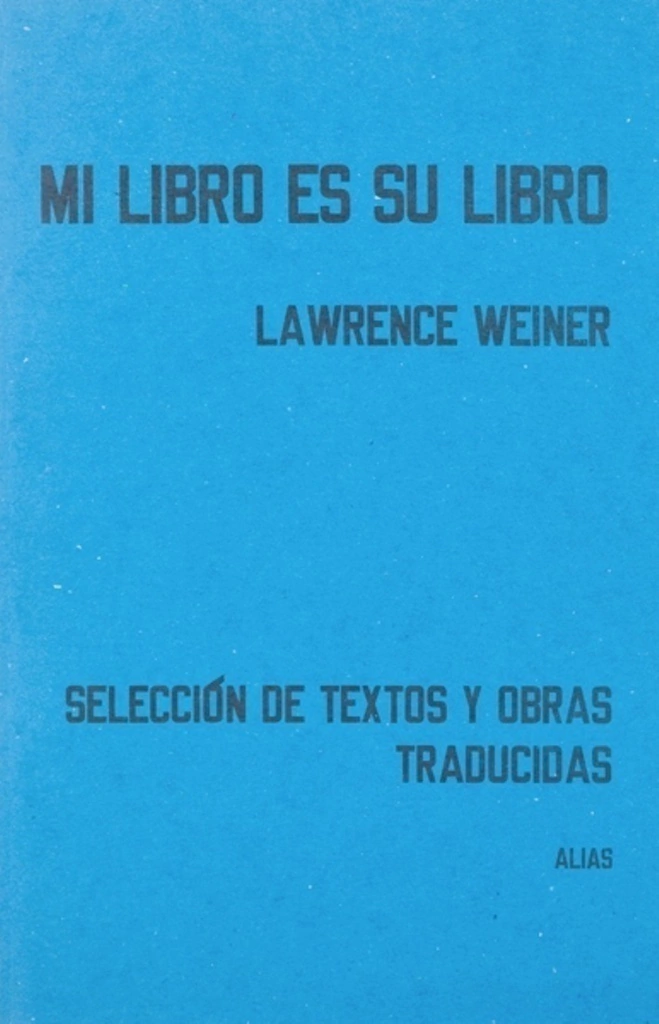 MI LIBRO ES SU LIBRO
LAWRENCE WEINER
SELECCIÓN DE TEXTOS Y OBRAS
TRADUCIDAS
ALIAS